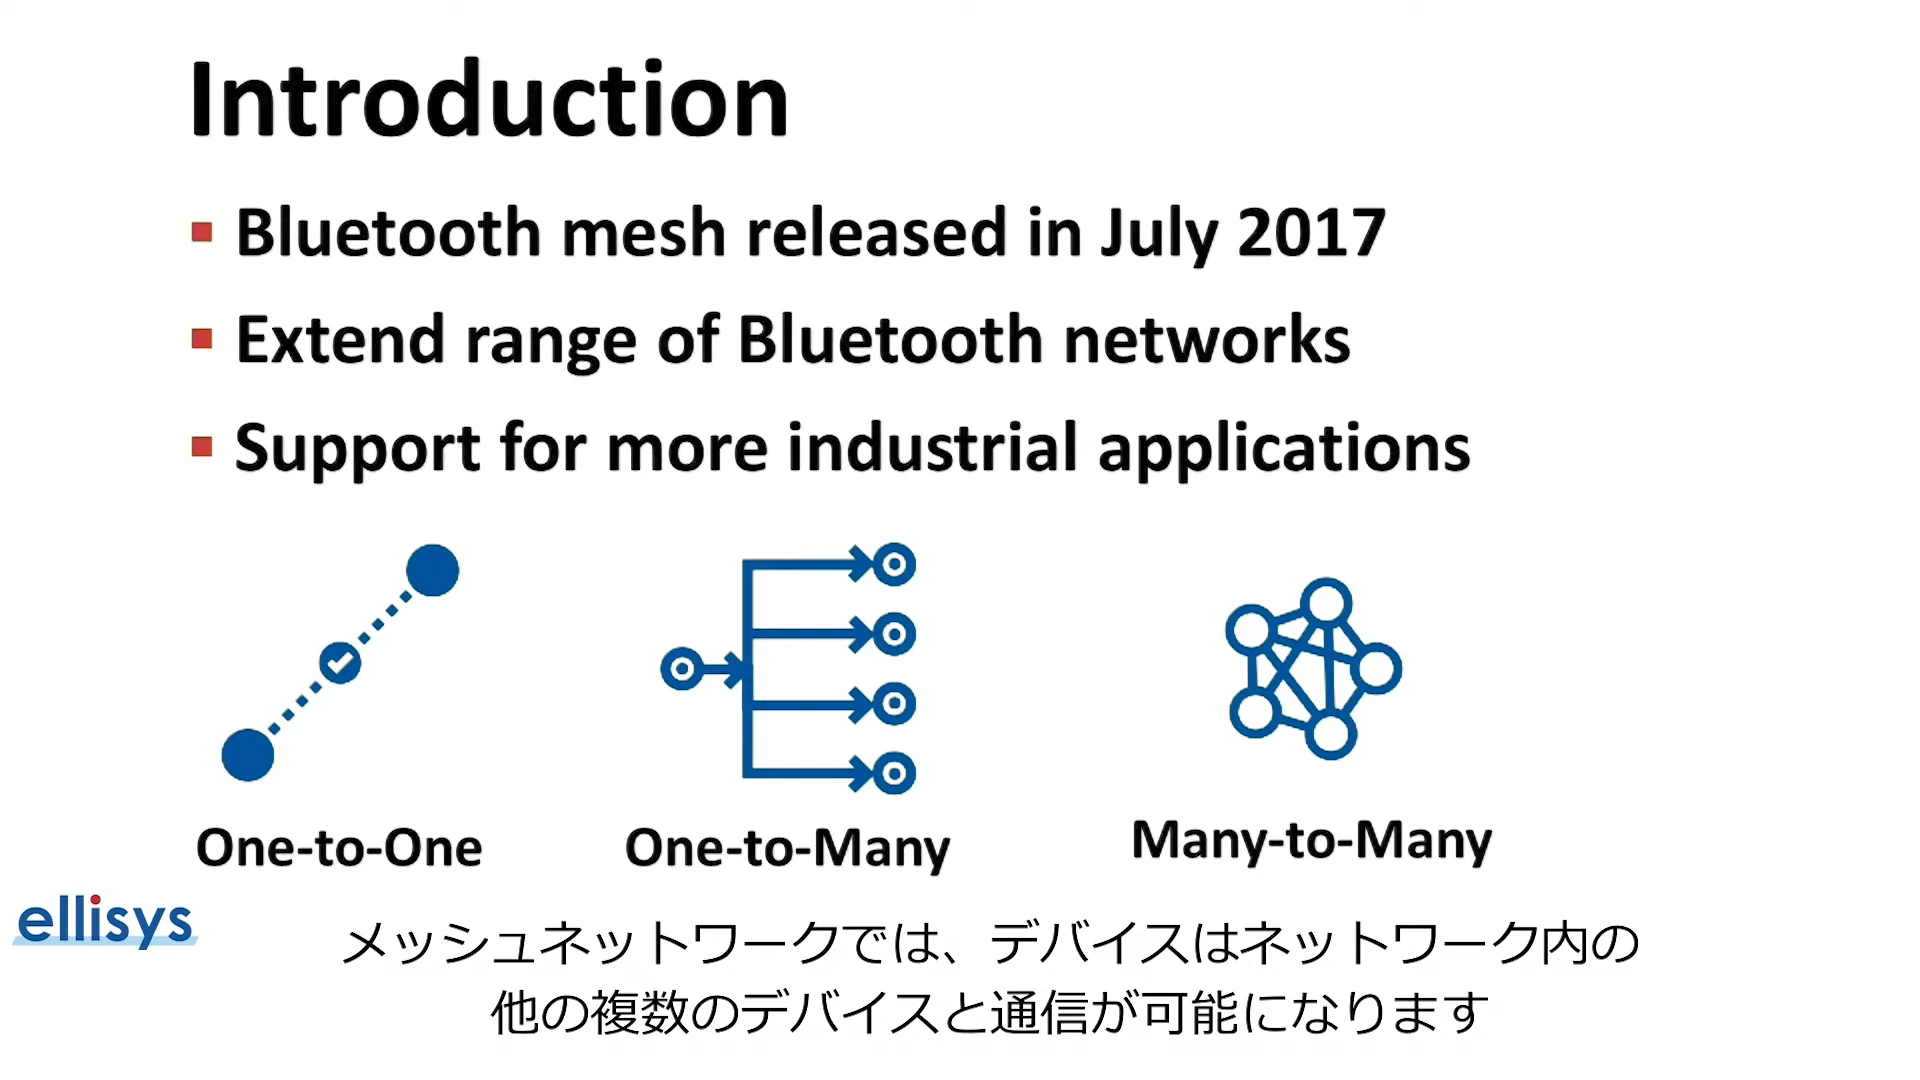 Introduction
Bluetooth mesh released in July 2017
Extend range of Bluetooth networks
Support for more industrial applications
One-to-One
One-to-Many
Many-to-Many
ellisys
メッシュネットワークでは、デバイスはネットワーク内の
他の複数のデバイスと通信が可能になります